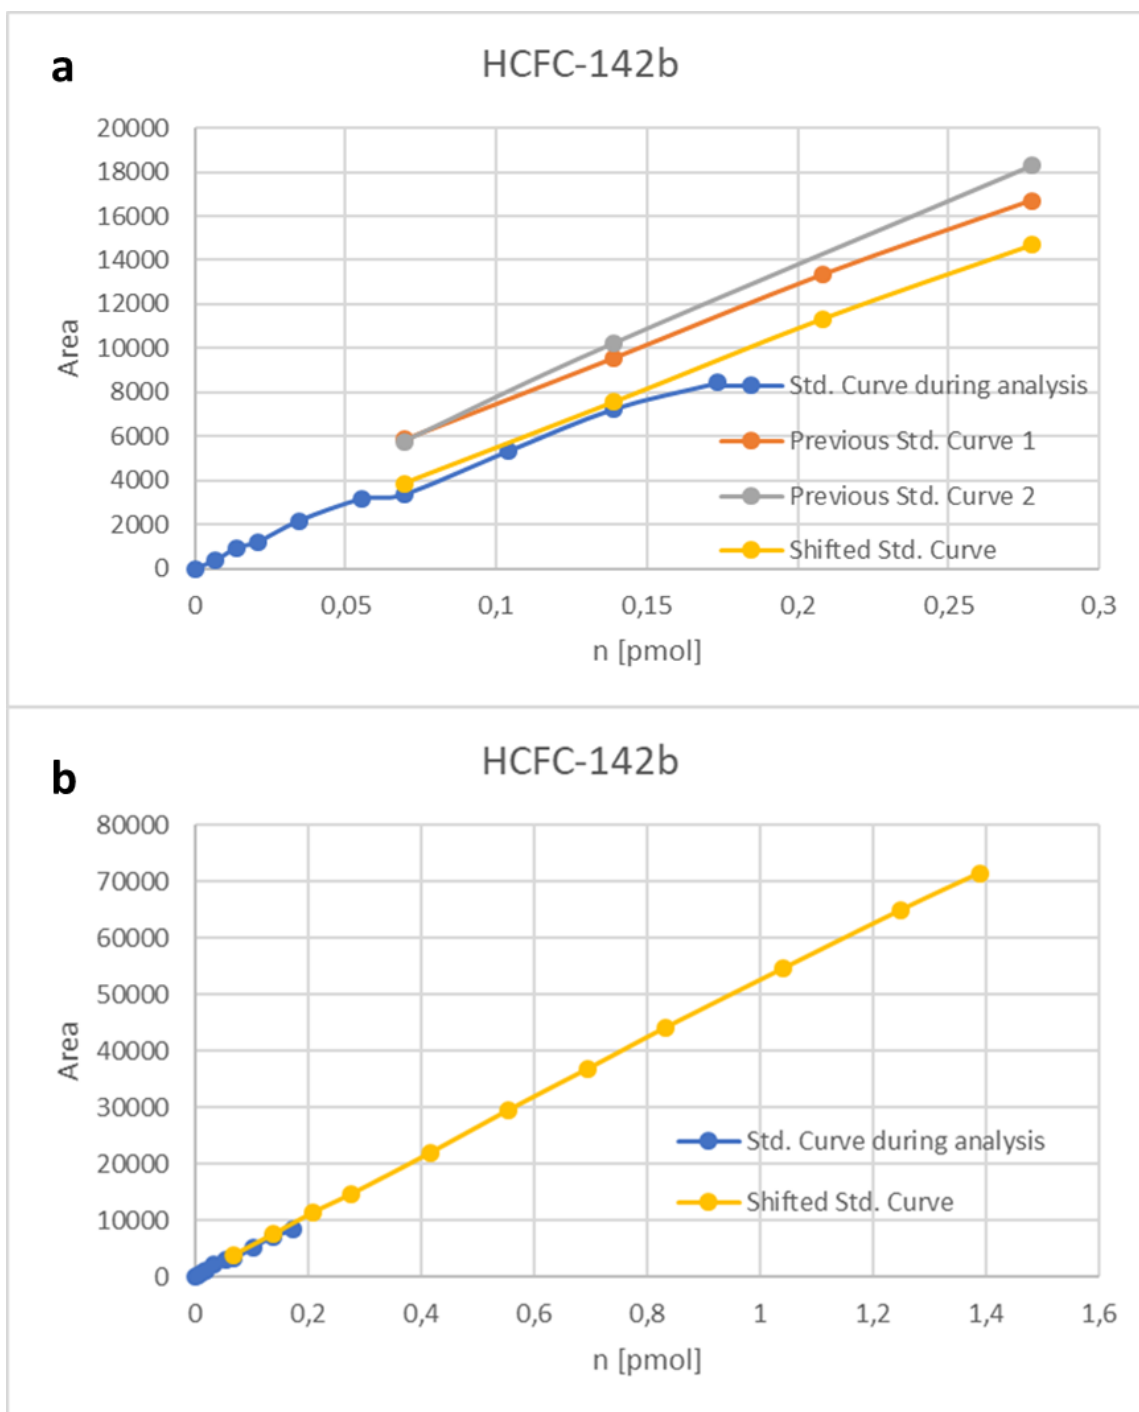 a
HCFC-142b
20000
18000
16000
14000
12000
10000
8000
6000
4000
2000
0
Area
0 0,05 0,1 0,15 0,2 0,25 0,3
n [pmol]
Std. Curve during analysis
Previous Std. Curve 1
Previous Std. Curve 2
Shifted Std. Curve
b
HCFC-142b
80000
70000
60000
50000
40000
30000
20000
10000
0
Area
0 0,2 0,4 0,6 0,8 1 1,2 1,4 1,6
n [pmol]
Std. Curve during analysis
Shifted Std. Curve